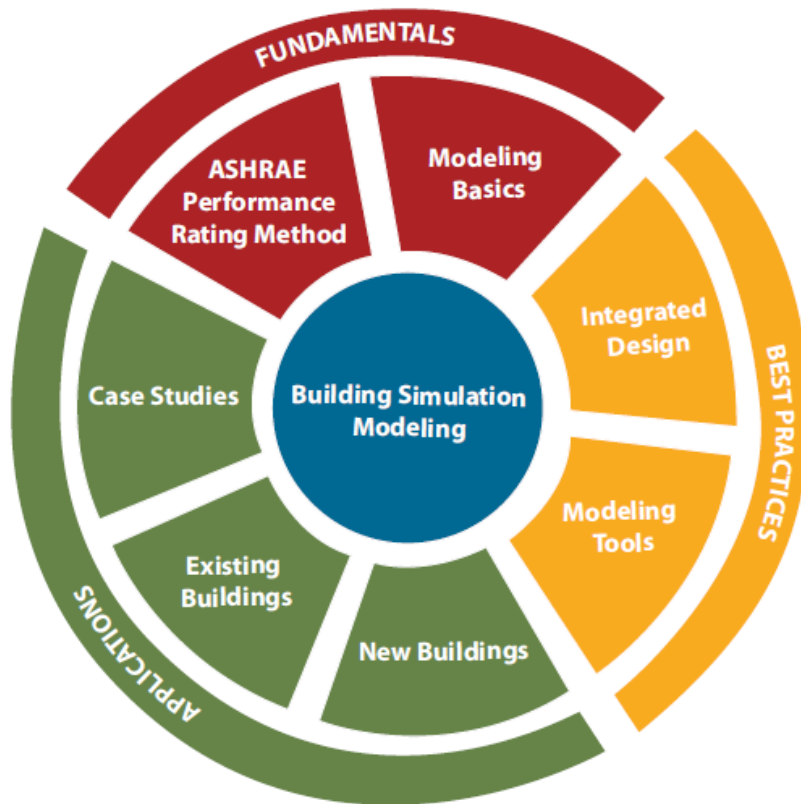 FUNDAMENTALS
ASHRAE
Performance
Rating Method
Modeling
Basics
Integrated
Design
BEST PRACTICES
Modeling
Tools
New Buildings
Existing
Buildings
Case Studies
APPLICATIONS
Building Simulation
Modeling